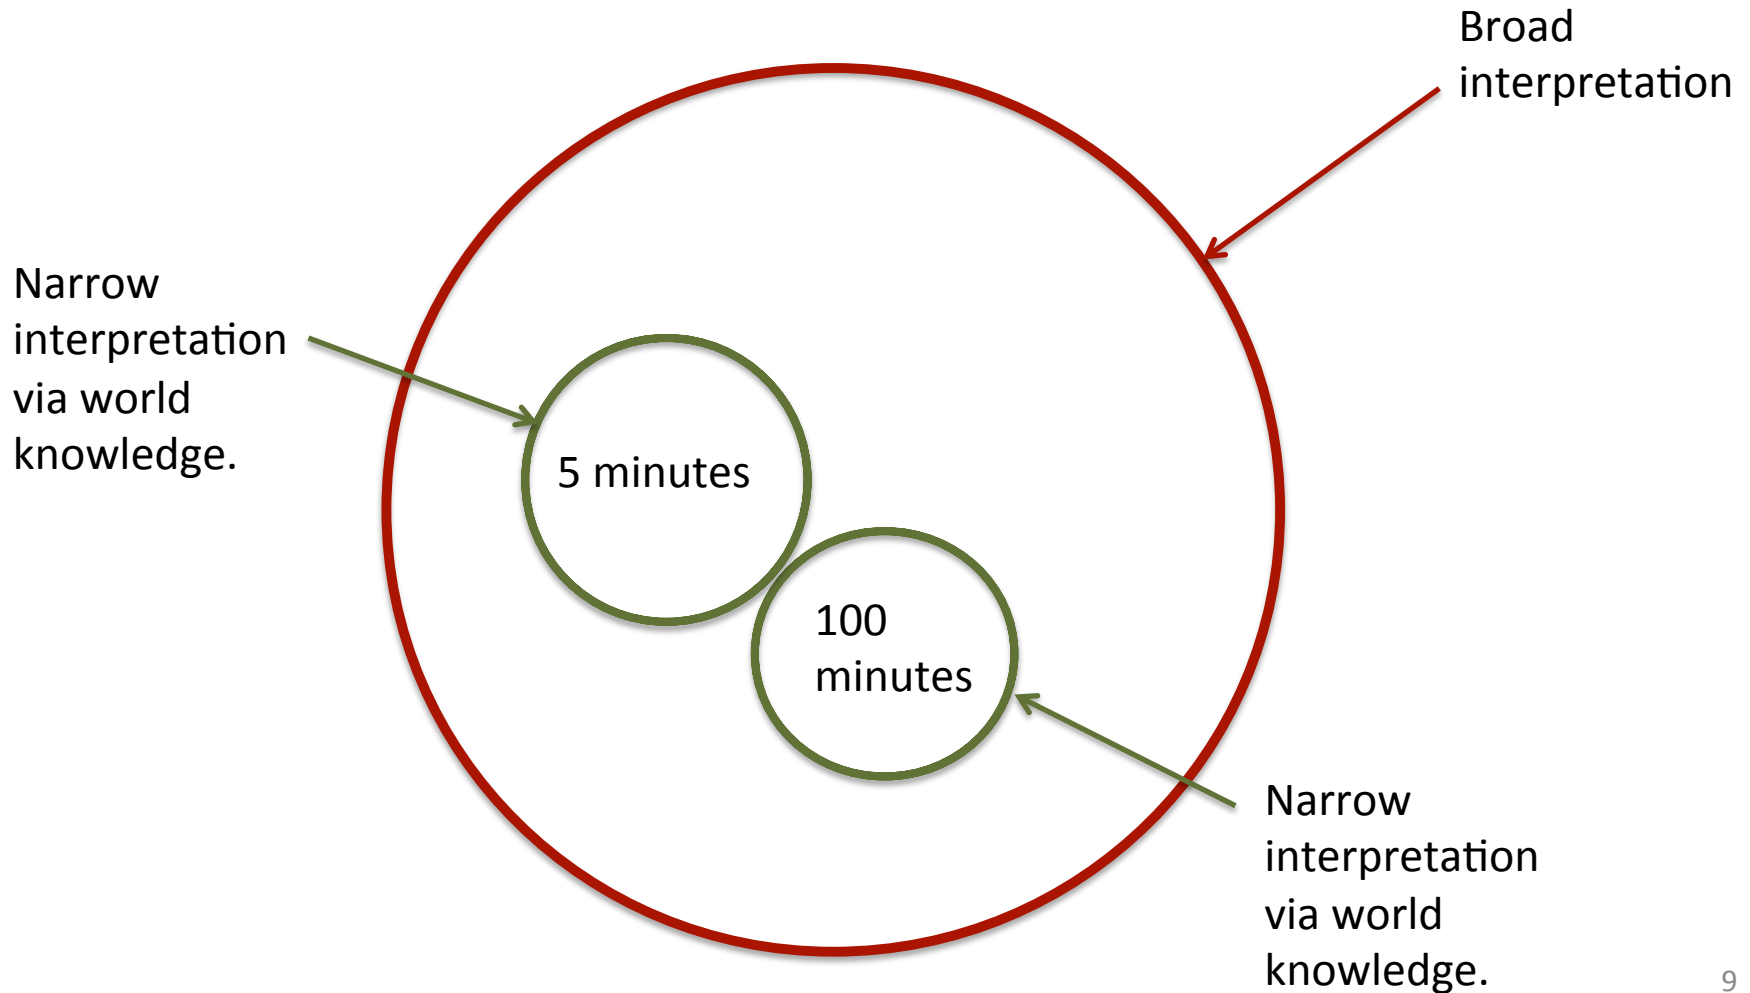 Broad
interpretation
Narrow
interpretation
via world
knowledge.
5 minutes
100
minutes
Narrow
interpretation
via world
knowledge.
9